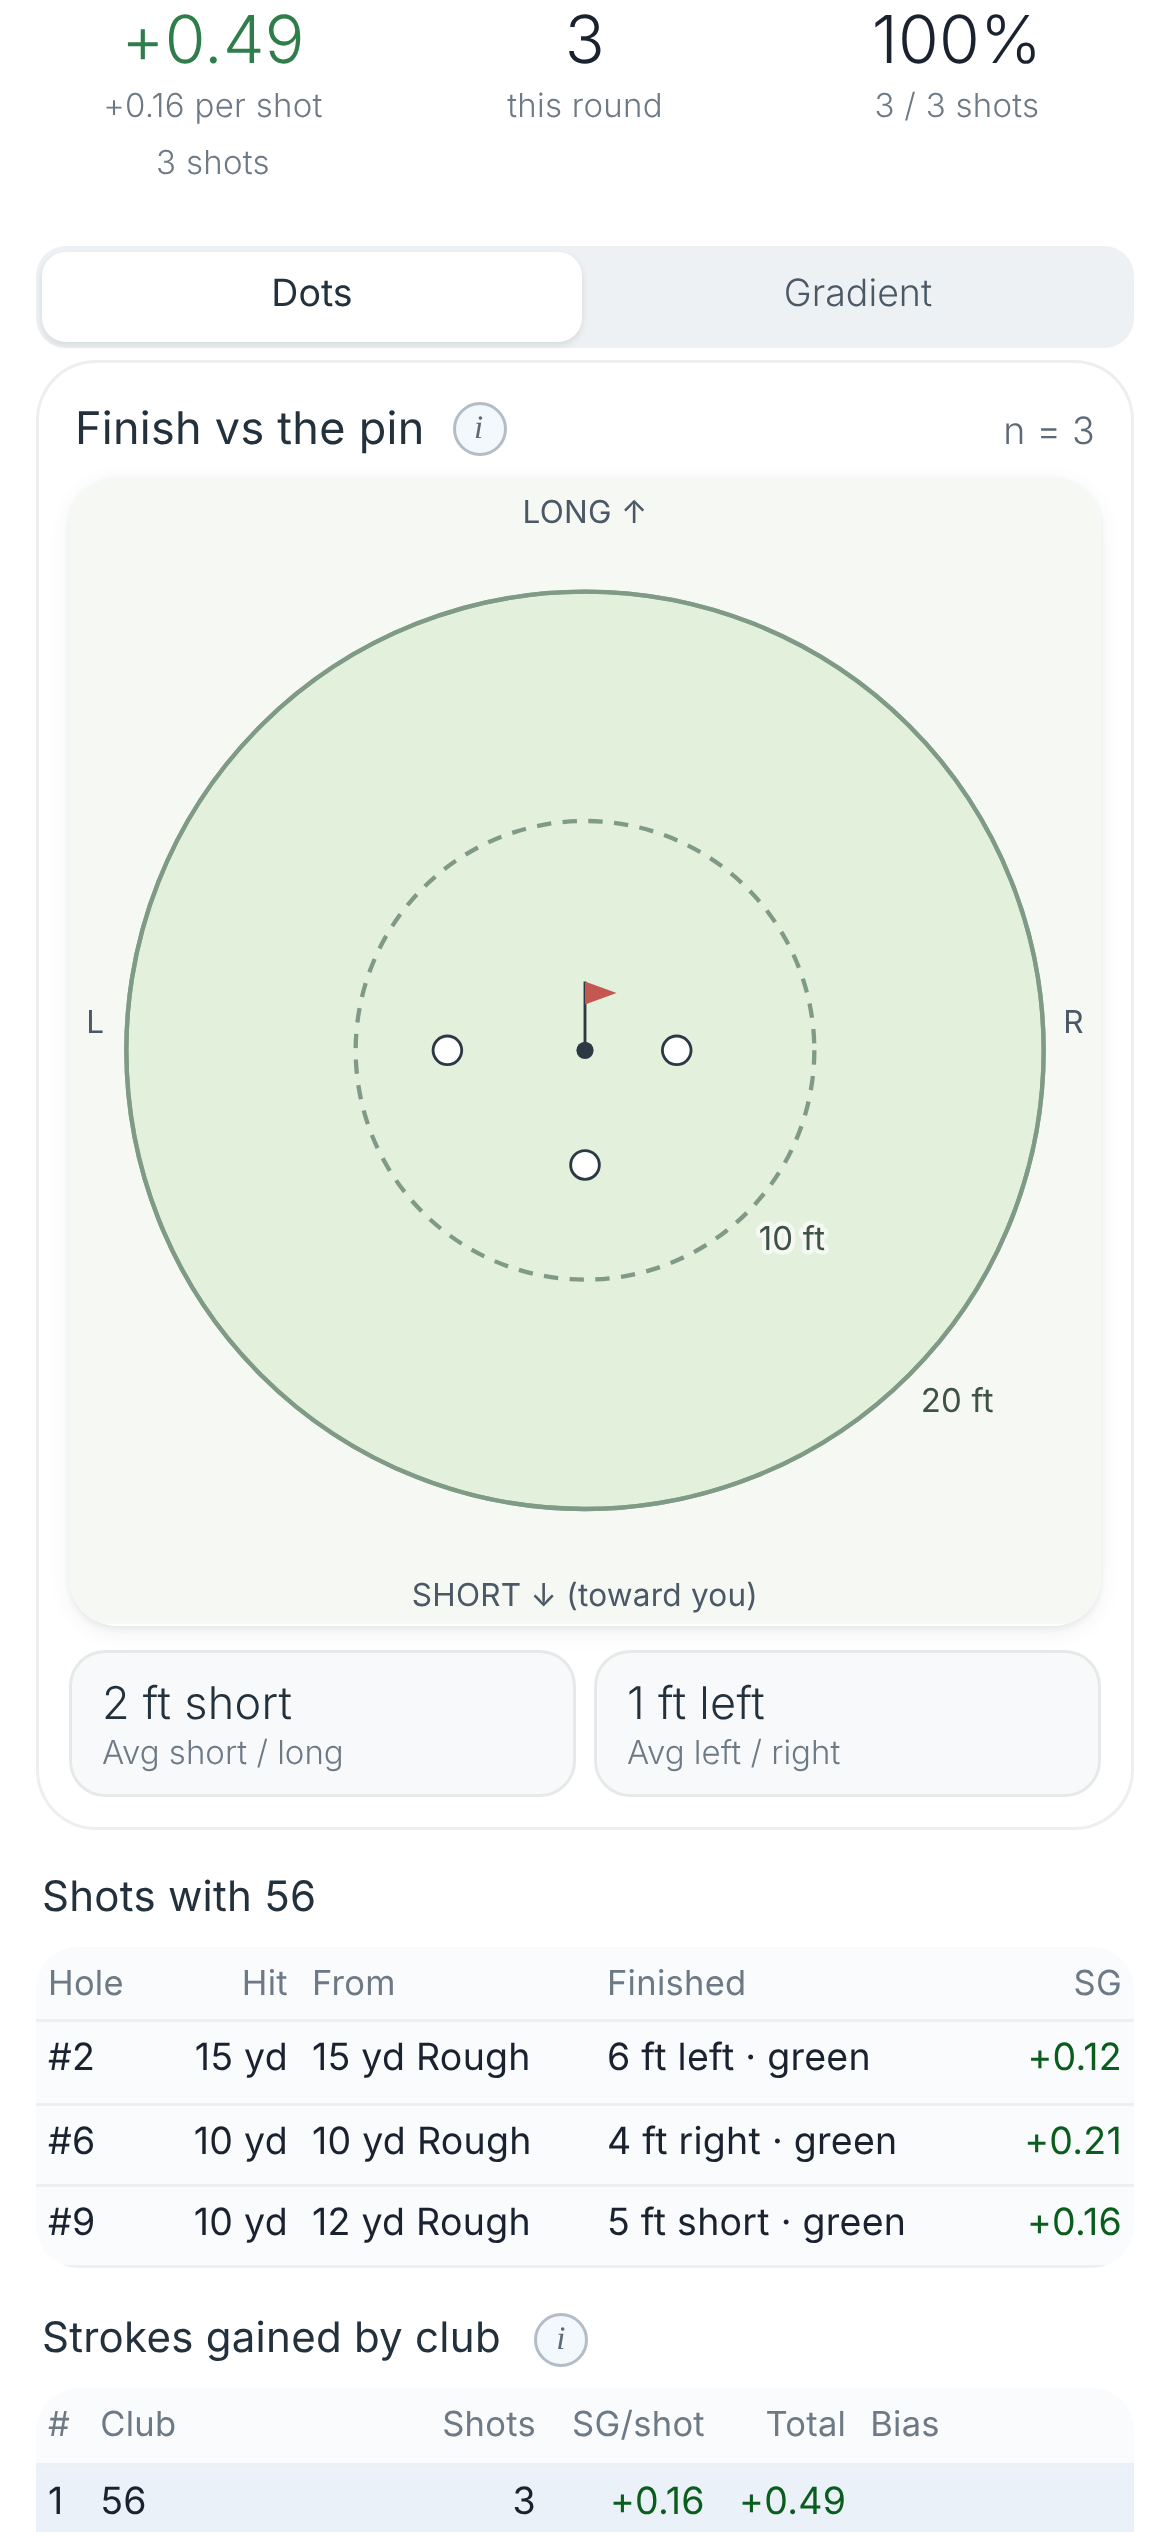 +0.49 3 100%
+0.16 per shot this round 3 / 3 shots
3 shots
Dots Gradient
Finish vs the pin i n = 3
LONG ↑
L R
10 ft
20 ft
SHORT ↓ (toward you)
2 ft short 1 ft left
Avg short / long Avg left / right
Shots with 56
Hole Hit From Finished SG
#2 15 yd 15 yd Rough 6 ft left · green +0.12
#6 10 yd 10 yd Rough 4 ft right · green +0.21
#9 10 yd 12 yd Rough 5 ft short · green +0.16
Strokes gained by club i
# Club Shots SG/shot Total Bias
1 56 3 +0.16 +0.49